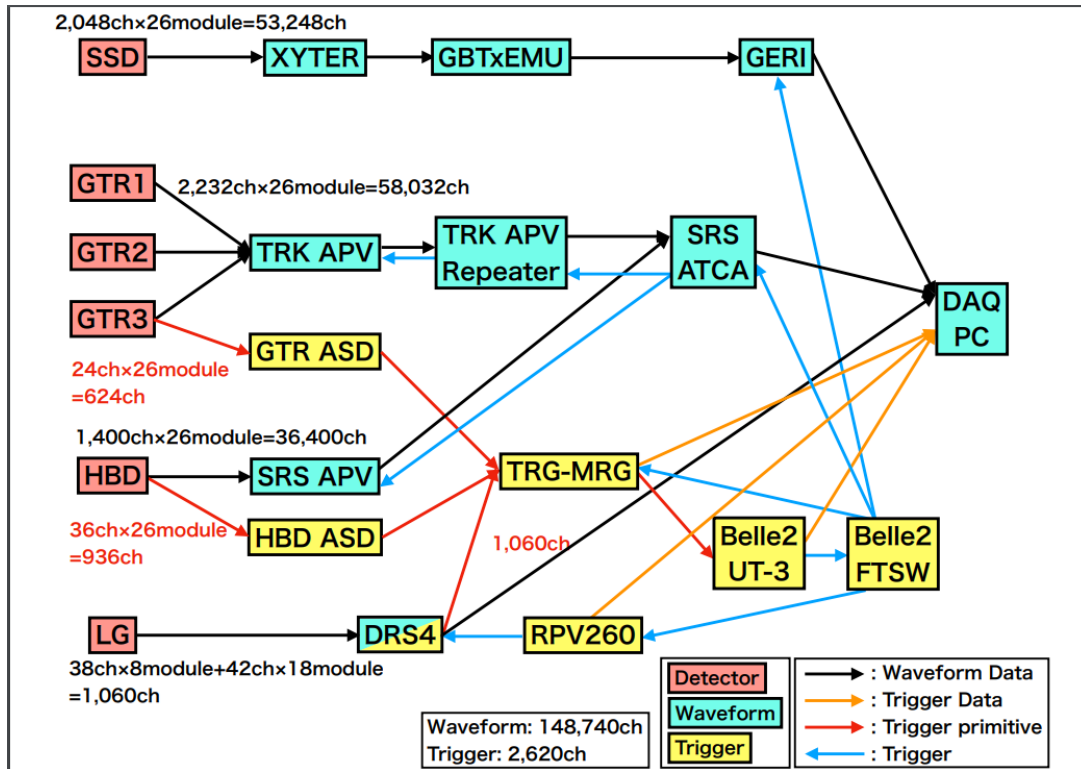 2,048ch×26module=53,248ch
SSD
XYTER
GBTxEMU
GERI
GTR1
2,232ch×26module=58,032ch
GTR2
TRK APV
TRK APV
Repeater
SRS
ATCA
GTR3
DAQ
PC
GTR ASD
24ch×26module
=624ch
1,400ch×26module=36,400ch
HBD
SRS APV
TRG-MRG
36ch×26module
=936ch
HBD ASD
1,060ch
Belle2
UT-3
Belle2
FTSW
LG
DRS4
RPV260
38ch×8module+42ch×18module
=1,060ch
Waveform: 148,740ch
Trigger: 2,620ch
Detector
Waveform
Trigger
: Waveform Data
: Trigger Data
: Trigger primitive
: Trigger